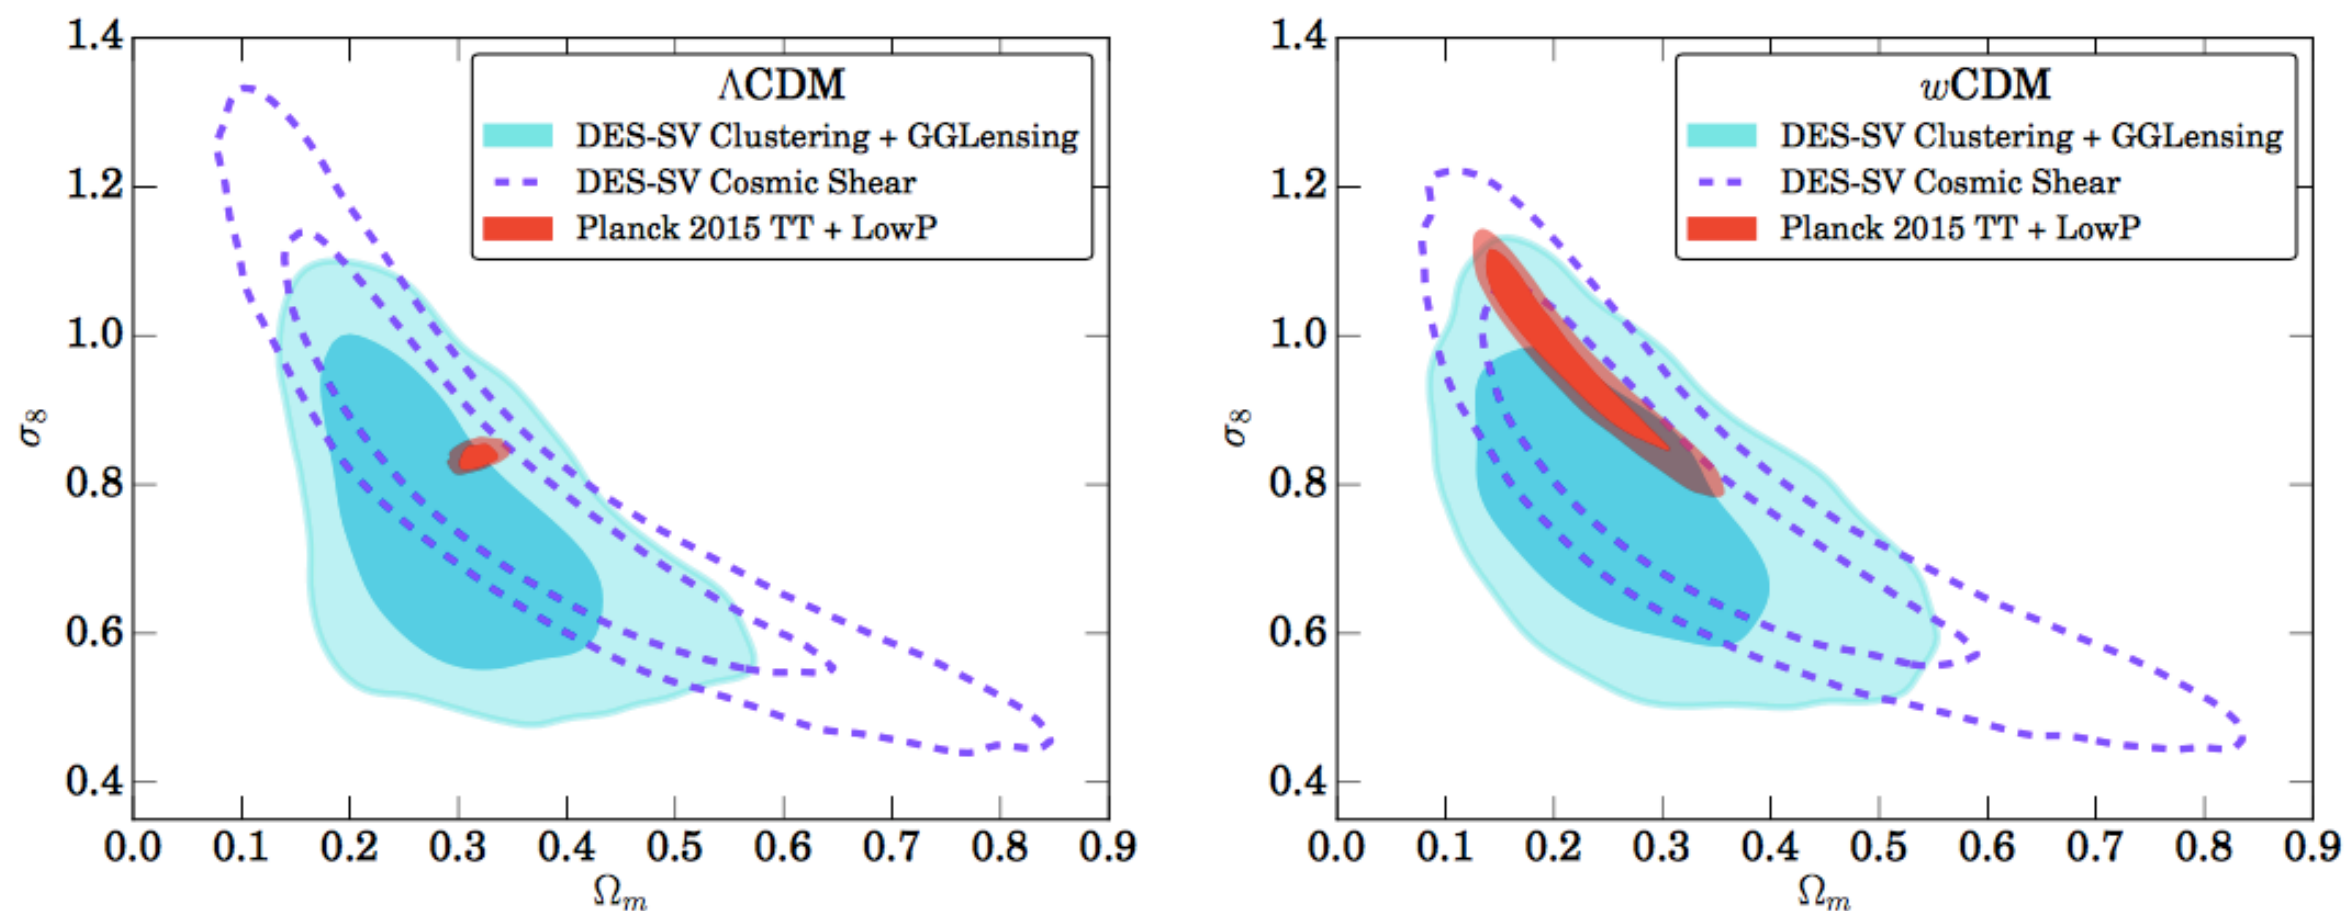 1.4
1.2
1.0
0.8
0.6
0.4
σ₈
ΛCDM
DES-SV Clustering + GGLensing
DES-SV Cosmic Shear
Planck 2015 TT + LowP
0.0 0.1 0.2 0.3 0.4 0.5 0.6 0.7 0.8 0.9
Ωₘ
1.4
1.2
1.0
0.8
0.6
0.4
σ₈
wCDM
DES-SV Clustering + GGLensing
DES-SV Cosmic Shear
Planck 2015 TT + LowP
0.0 0.1 0.2 0.3 0.4 0.5 0.6 0.7 0.8 0.9
Ωₘ